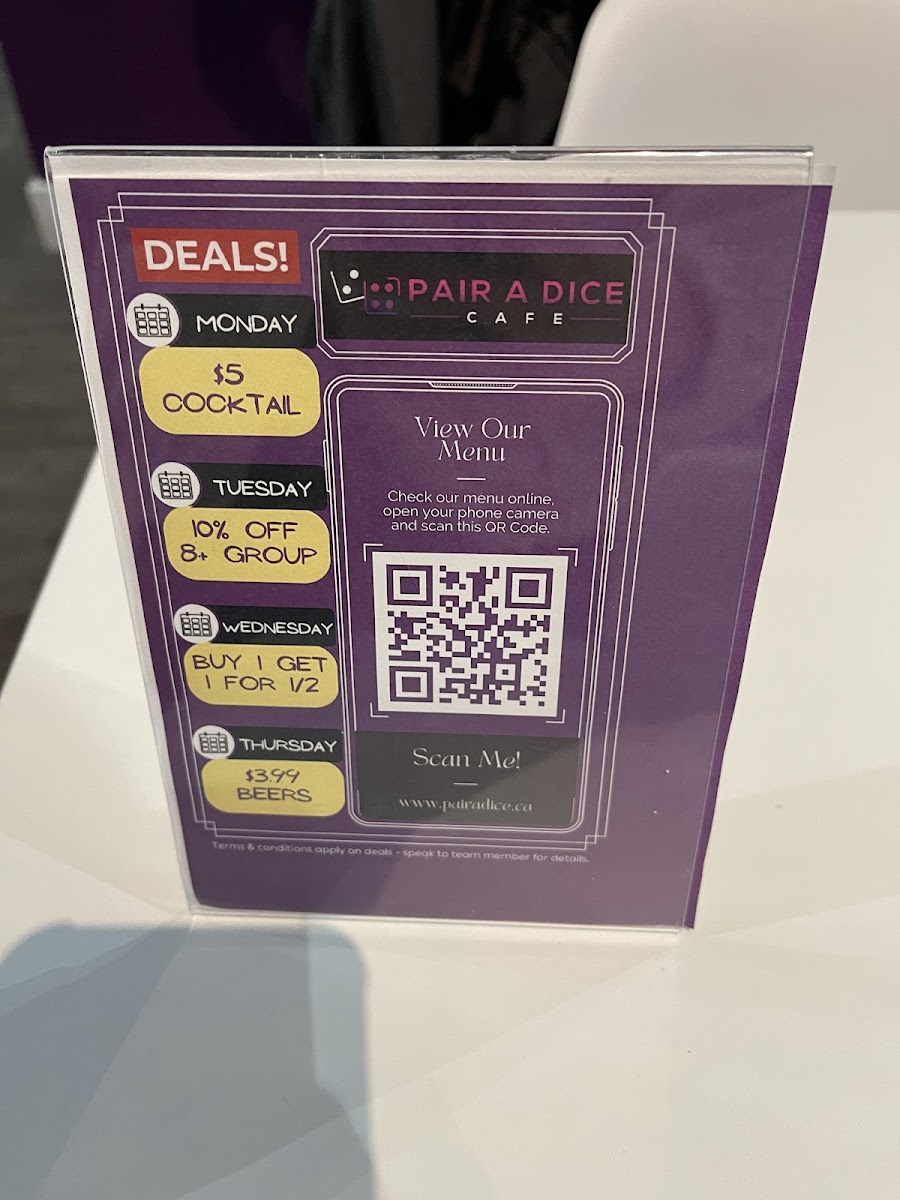 DEALS!
MONDAY
$5
COCKTAIL
TUESDAY
10% OFF
8+ GROUP
WEDNESDAY
BUY 1 GET
1 FOR 1/2
THURSDAY
$3.99
BEERS
PAIR A DICE
CAFE
View Our
Menu
Check our menu online,
open your phone camera
and scan this QR Code.
Scan Me!
www.pairadice.ca
Terms & conditions apply on deals - speak to team member for details.